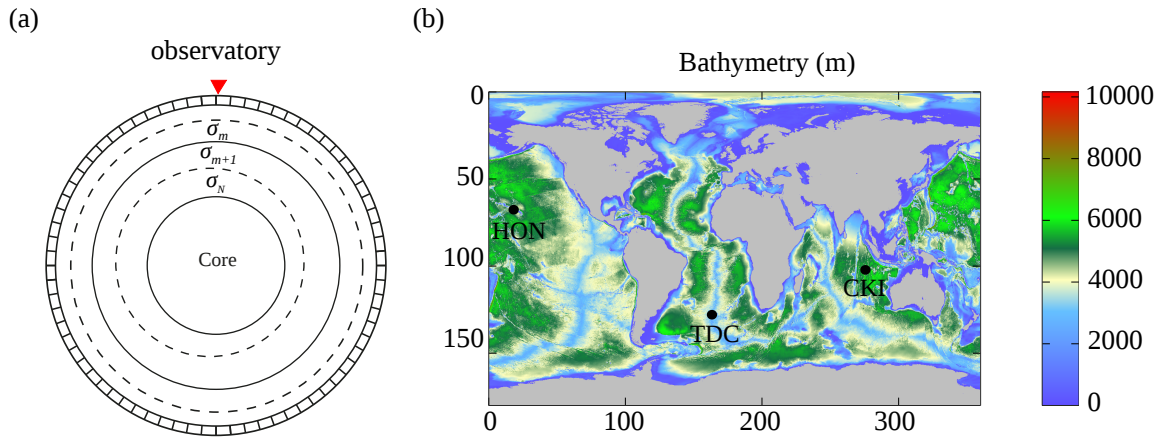 (a)
observatory
σm
σm+1
σN
Core
(b)
Bathymetry (m)
0
50
100
150
0
100
200
300
HON
CKI
TDC
10000
8000
6000
4000
2000
0